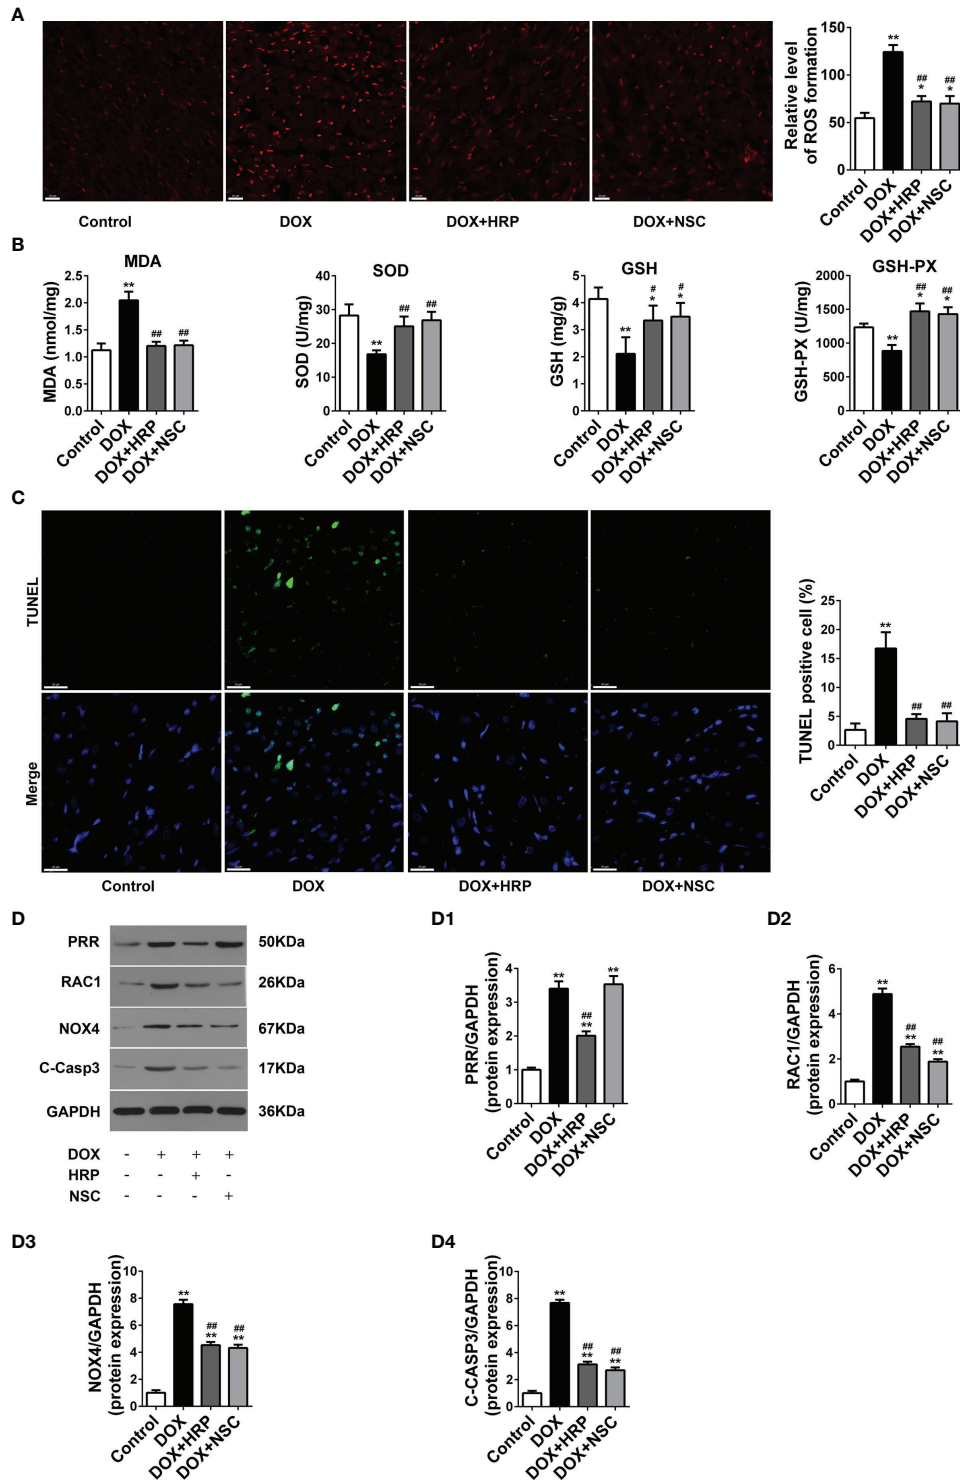 A
Control
DOX
DOX+HRP
DOX+NSC
Relative level
of ROS formation
150
100
50
0
**
##
*
##
*
Control
DOX
DOX+HRP
DOX+NSC
B
MDA
MDA (nmol/mg)
2.5
2.0
1.5
1.0
0.5
0.0
**
##
##
Control
DOX
DOX+HRP
DOX+NSC
SOD
SOD (U/mg)
40
30
20
10
0
**
##
##
Control
DOX
DOX+HRP
DOX+NSC
GSH
GSH (mg/g)
6
5
4
3
2
1
0
**
#
*
#
*
Control
DOX
DOX+HRP
DOX+NSC
GSH-PX
GSH-PX (U/mg)
2000
1500
1000
500
0
**
##
*
##
*
Control
DOX
DOX+HRP
DOX+NSC
C
TUNEL
Merge
Control
DOX
DOX+HRP
DOX+NSC
TUNEL positive cell (%)
25
20
15
10
5
0
**
##
##
Control
DOX
DOX+HRP
DOX+NSC
D
PRR
50KDa
RAC1
26KDa
NOX4
67KDa
C-Casp3
17KDa
GAPDH
36KDa
DOX - + + +
HRP - - + -
NSC - - - +
D1
PRR/GAPDH
(protein expression)
4
3
2
1
0
**
##
**
**
Control
DOX
DOX+HRP
DOX+NSC
D2
RAC1/GAPDH
(protein expression)
6
4
2
0
**
##
**
##
**
Control
DOX
DOX+HRP
DOX+NSC
D3
NOX4/GAPDH
(protein expression)
10
8
6
4
2
0
**
##
**
##
**
Control
DOX
DOX+HRP
DOX+NSC
D4
C-CASP3/GAPDH
(protein expression)
10
8
6
4
2
0
**
##
**
##
**
Control
DOX
DOX+HRP
DOX+NSC